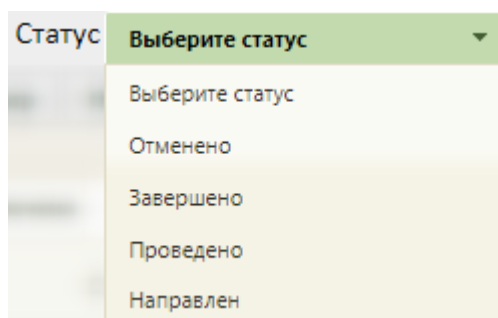 Статус Выберите статус
Выберите статус
Отменено
Завершено
Проведено
Направлен